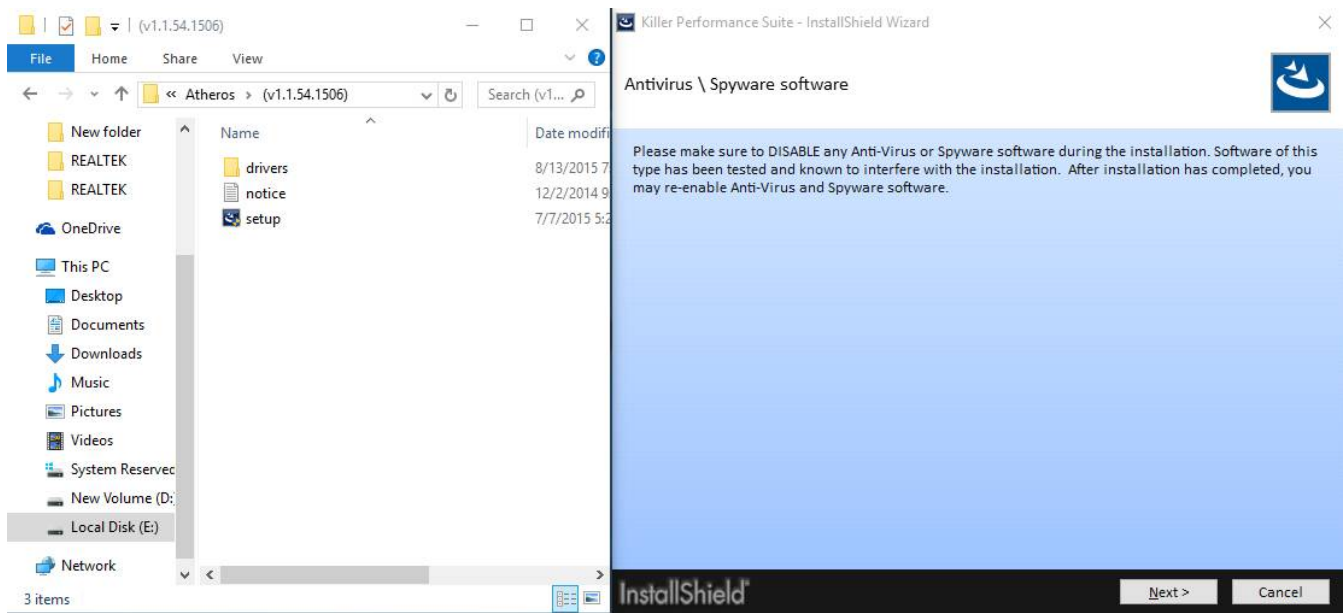 (v1.1.54.1506)
File Home Share View
« Atheros › (v1.1.54.1506)
Search (v1...
New folder
REALTEK
REALTEK
OneDrive
This PC
Desktop
Documents
Downloads
Music
Pictures
Videos
System Reserved
New Volume (D:
Local Disk (E:)
Network
Name Date modifi
drivers 8/13/2015 7
notice 12/2/2014 9
setup 7/7/2015 5:2
3 items
Killer Performance Suite - InstallShield Wizard
Antivirus \ Spyware software
Please make sure to DISABLE any Anti-Virus or Spyware software during the installation. Software of this
type has been tested and known to interfere with the installation.  After installation has completed, you
may re-enable Anti-Virus and Spyware software.
InstallShield
Next > Cancel